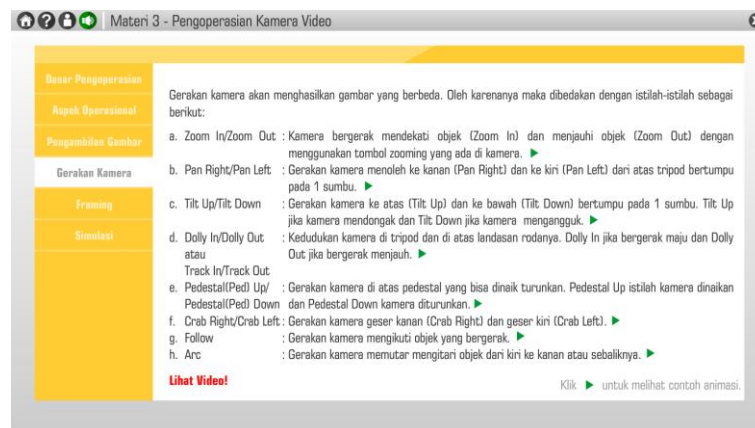 Materi 3 - Pengoperasian Kamera Video
Dasar Pengoperasian
Aspek Operasional
Pengambilan Gambar
Gerakan Kamera
Framing
Simulasi
Gerakan kamera akan menghasilkan gambar yang berbeda. Oleh karenanya maka dibedakan dengan istilah-istilah sebagai
berikut:
a. Zoom In/Zoom Out : Kamera bergerak mendekati objek (Zoom In) dan menjauhi objek (Zoom Out) dengan
menggunakan tombol zooming yang ada di kamera.
b. Pan Right/Pan Left : Gerakan kamera menoleh ke kanan (Pan Right) dan ke kiri (Pan Left) dari atas tripod bertumpu
pada 1 sumbu.
c. Tilt Up/Tilt Down : Gerakan kamera ke atas (Tilt Up) dan ke bawah (Tilt Down) bertumpu pada 1 sumbu. Tilt Up
jika kamera mendongak dan Tilt Down jika kamera mengangguk.
d. Dolly In/Dolly Out : Kedudukan kamera di tripod dan di atas landasan rodanya. Dolly In jika bergerak maju dan Dolly
atau Out jika bergerak menjauh.
Track In/Track Out
e. Pedestal(Ped) Up/ : Gerakan kamera di atas pedestal yang bisa dinaik turunkan. Pedestal Up istilah kamera dinaikan
Pedestal(Ped) Down dan Pedestal Down kamera diturunkan.
f. Crab Right/Crab Left : Gerakan kamera geser kanan (Crab Right) dan geser kiri (Crab Left).
g. Follow : Gerakan kamera mengikuti objek yang bergerak.
h. Arc : Gerakan kamera memutar mengitari objek dari kiri ke kanan atau sebaliknya.
Lihat Video!
Klik ▶ untuk melihat contoh animasi.